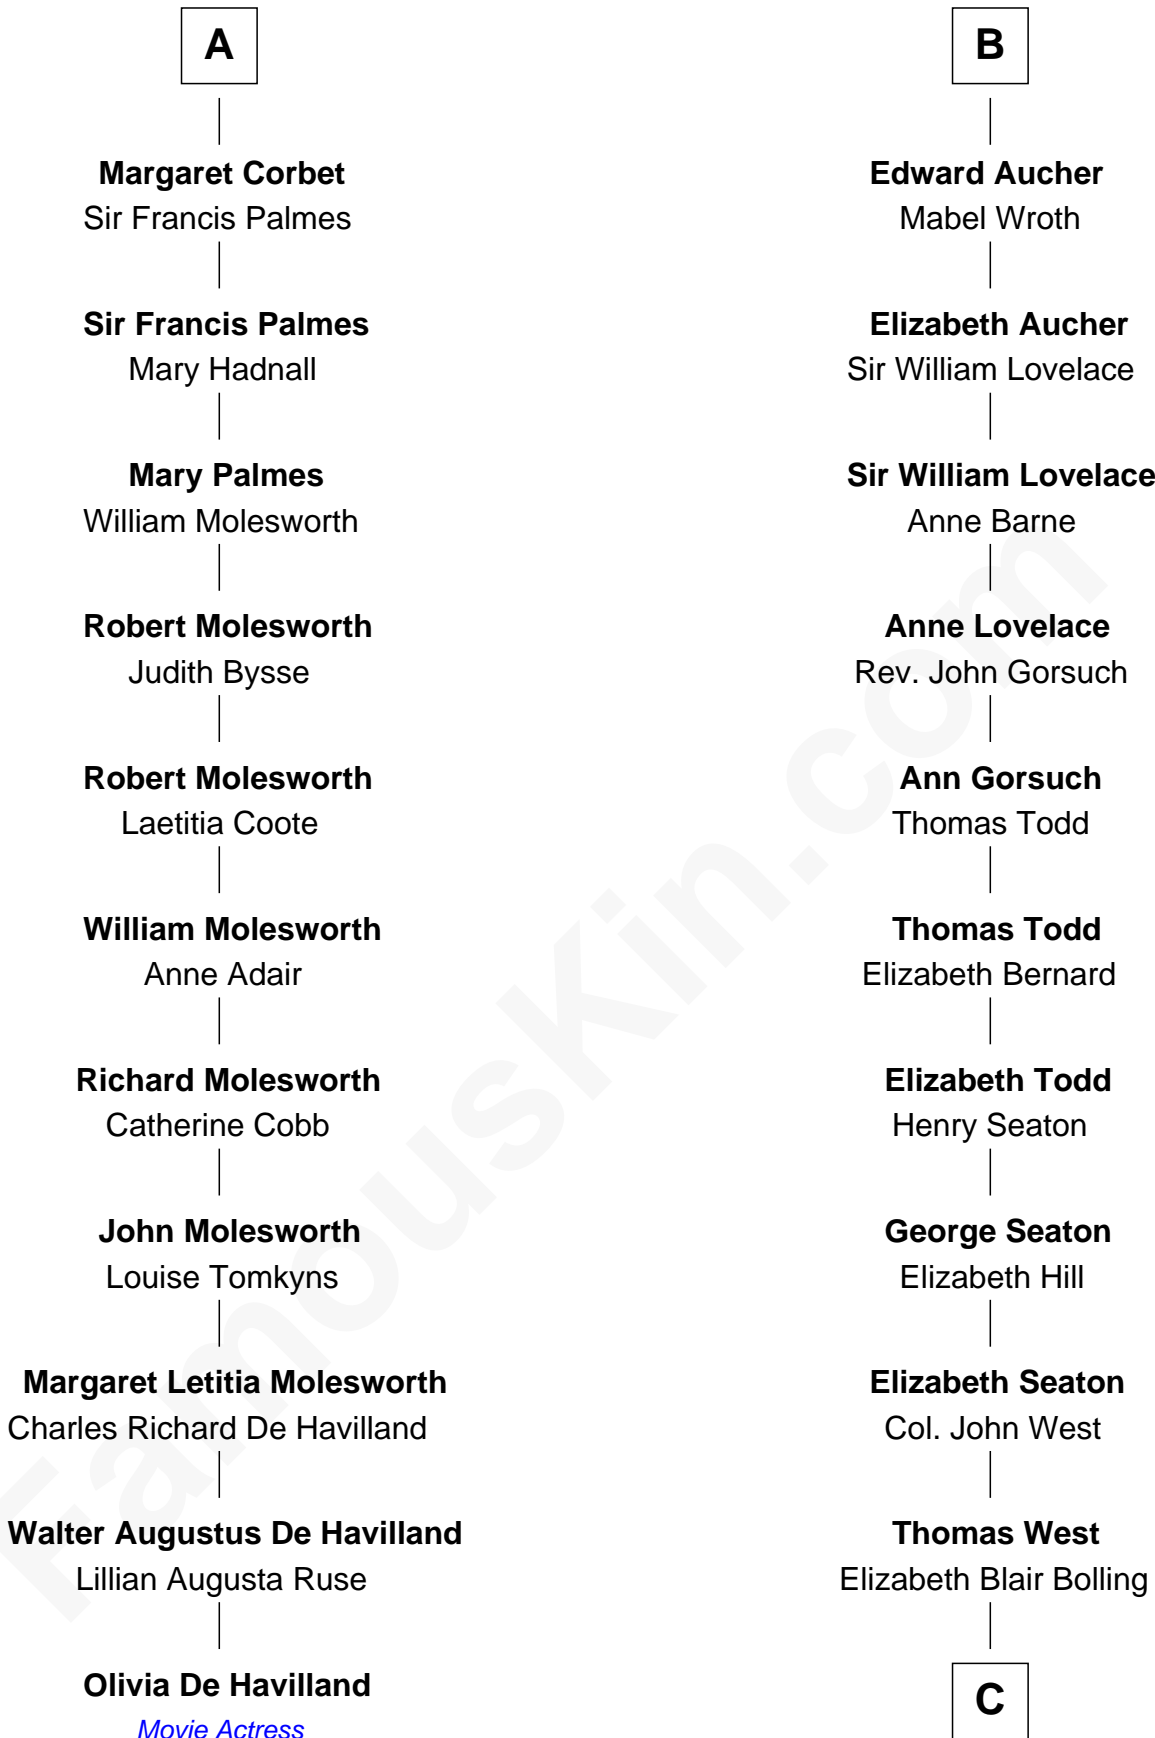 A
Margaret Corbet
Sir Francis Palmes
Sir Francis Palmes
Mary Hadnall
Mary Palmes
William Molesworth
Robert Molesworth
Judith Bysse
Robert Molesworth
Laetitia Coote
William Molesworth
Anne Adair
Richard Molesworth
Catherine Cobb
John Molesworth
Louise Tomkyns
Margaret Letitia Molesworth
Charles Richard De Havilland
Walter Augustus De Havilland
Lillian Augusta Ruse
Olivia De Havilland
Movie Actress
B
Edward Aucher
Mabel Wroth
Elizabeth Aucher
Sir William Lovelace
Sir William Lovelace
Anne Barne
Anne Lovelace
Rev. John Gorsuch
Ann Gorsuch
Thomas Todd
Thomas Todd
Elizabeth Bernard
Elizabeth Todd
Henry Seaton
George Seaton
Elizabeth Hill
Elizabeth Seaton
Col. John West
Thomas West
Elizabeth Blair Bolling
C
FamousKin.com